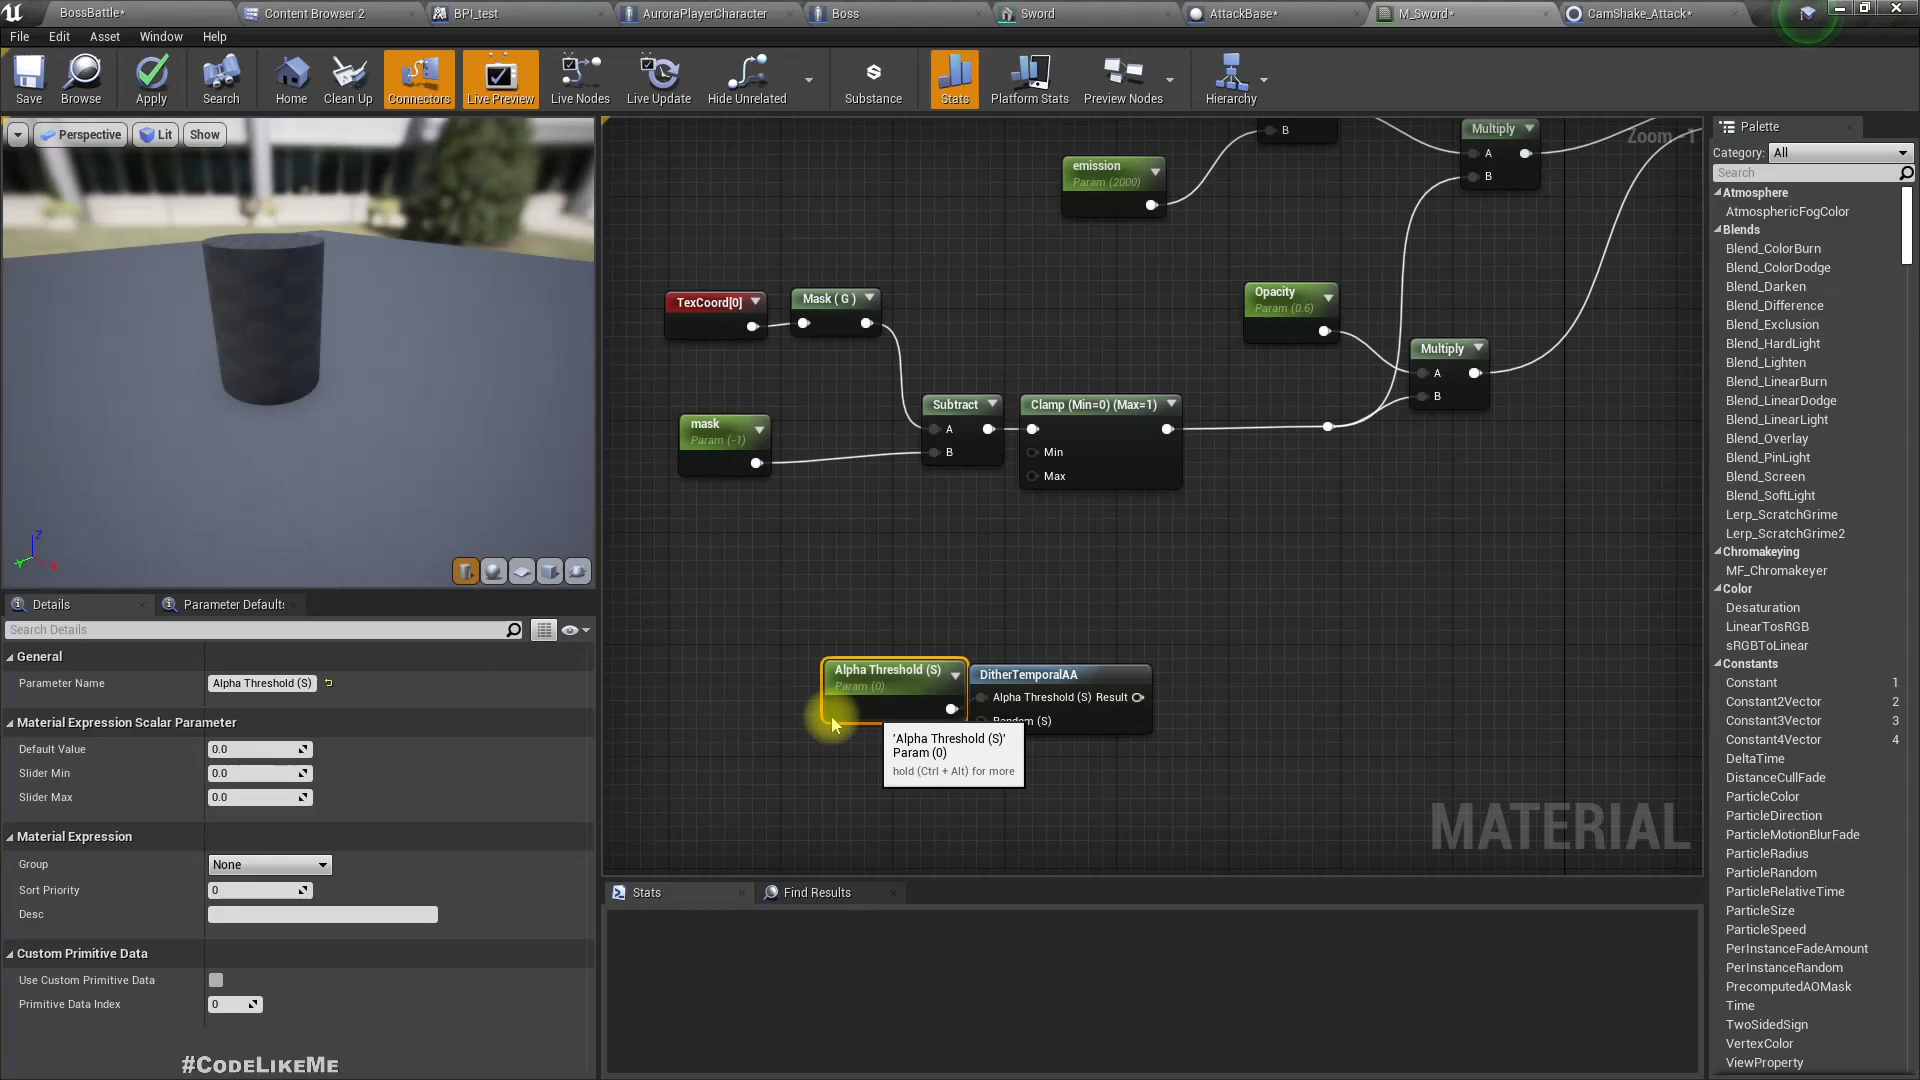 BossBattle*
Content Browser 2
BPI_test
AuroraPlayerCharacter
Boss
Sword
AttackBase*
M_Sword*
CamShake_Attack*
File Edit Asset Window Help
Save
Browse
Apply
Search
Home
Clean Up
Connectors
Live Preview
Live Nodes
Live Update
Hide Unrelated
Substance
Stats
Platform Stats
Preview Nodes
Hierarchy
Perspective
Lit
Show
Z
Details
Parameter Default
Search Details
General
Parameter Name Alpha Threshold (S)
Material Expression Scalar Parameter
Default Value 0.0
Slider Min 0.0
Slider Max 0.0
Material Expression
Group None
Sort Priority 0
Desc
Custom Primitive Data
Use Custom Primitive Data
Primitive Data Index 0
#CodeLikeMe
Zoom -1
B
Multiply
A
B
emission
Param (2000)
TexCoord[0]
Mask ( G )
Opacity
Param (0.6)
Multiply
A
B
mask
Param (-1)
Subtract
A
B
Clamp (Min=0) (Max=1)
Min
Max
Alpha Threshold (S)
Param (0)
DitherTemporalAA
Alpha Threshold (S) Result
Random (S)
'Alpha Threshold (S)'
Param (0)
hold (Ctrl + Alt) for more
MATERIAL
Stats
Find Results
Palette
Category: All
Search
Atmosphere
AtmosphericFogColor
Blends
Blend_ColorBurn
Blend_ColorDodge
Blend_Darken
Blend_Difference
Blend_Exclusion
Blend_HardLight
Blend_Lighten
Blend_LinearBurn
Blend_LinearDodge
Blend_LinearLight
Blend_Overlay
Blend_PinLight
Blend_Screen
Blend_SoftLight
Lerp_ScratchGrime
Lerp_ScratchGrime2
Chromakeying
MF_Chromakeyer
Color
Desaturation
LinearTosRGB
sRGBToLinear
Constants
Constant 1
Constant2Vector 2
Constant3Vector 3
Constant4Vector 4
DeltaTime
DistanceCullFade
ParticleColor
ParticleDirection
ParticleMotionBlurFade
ParticleRadius
ParticleRandom
ParticleRelativeTime
ParticleSize
ParticleSpeed
PerInstanceFadeAmount
PerInstanceRandom
PrecomputedAOMask
Time
TwoSidedSign
VertexColor
ViewProperty